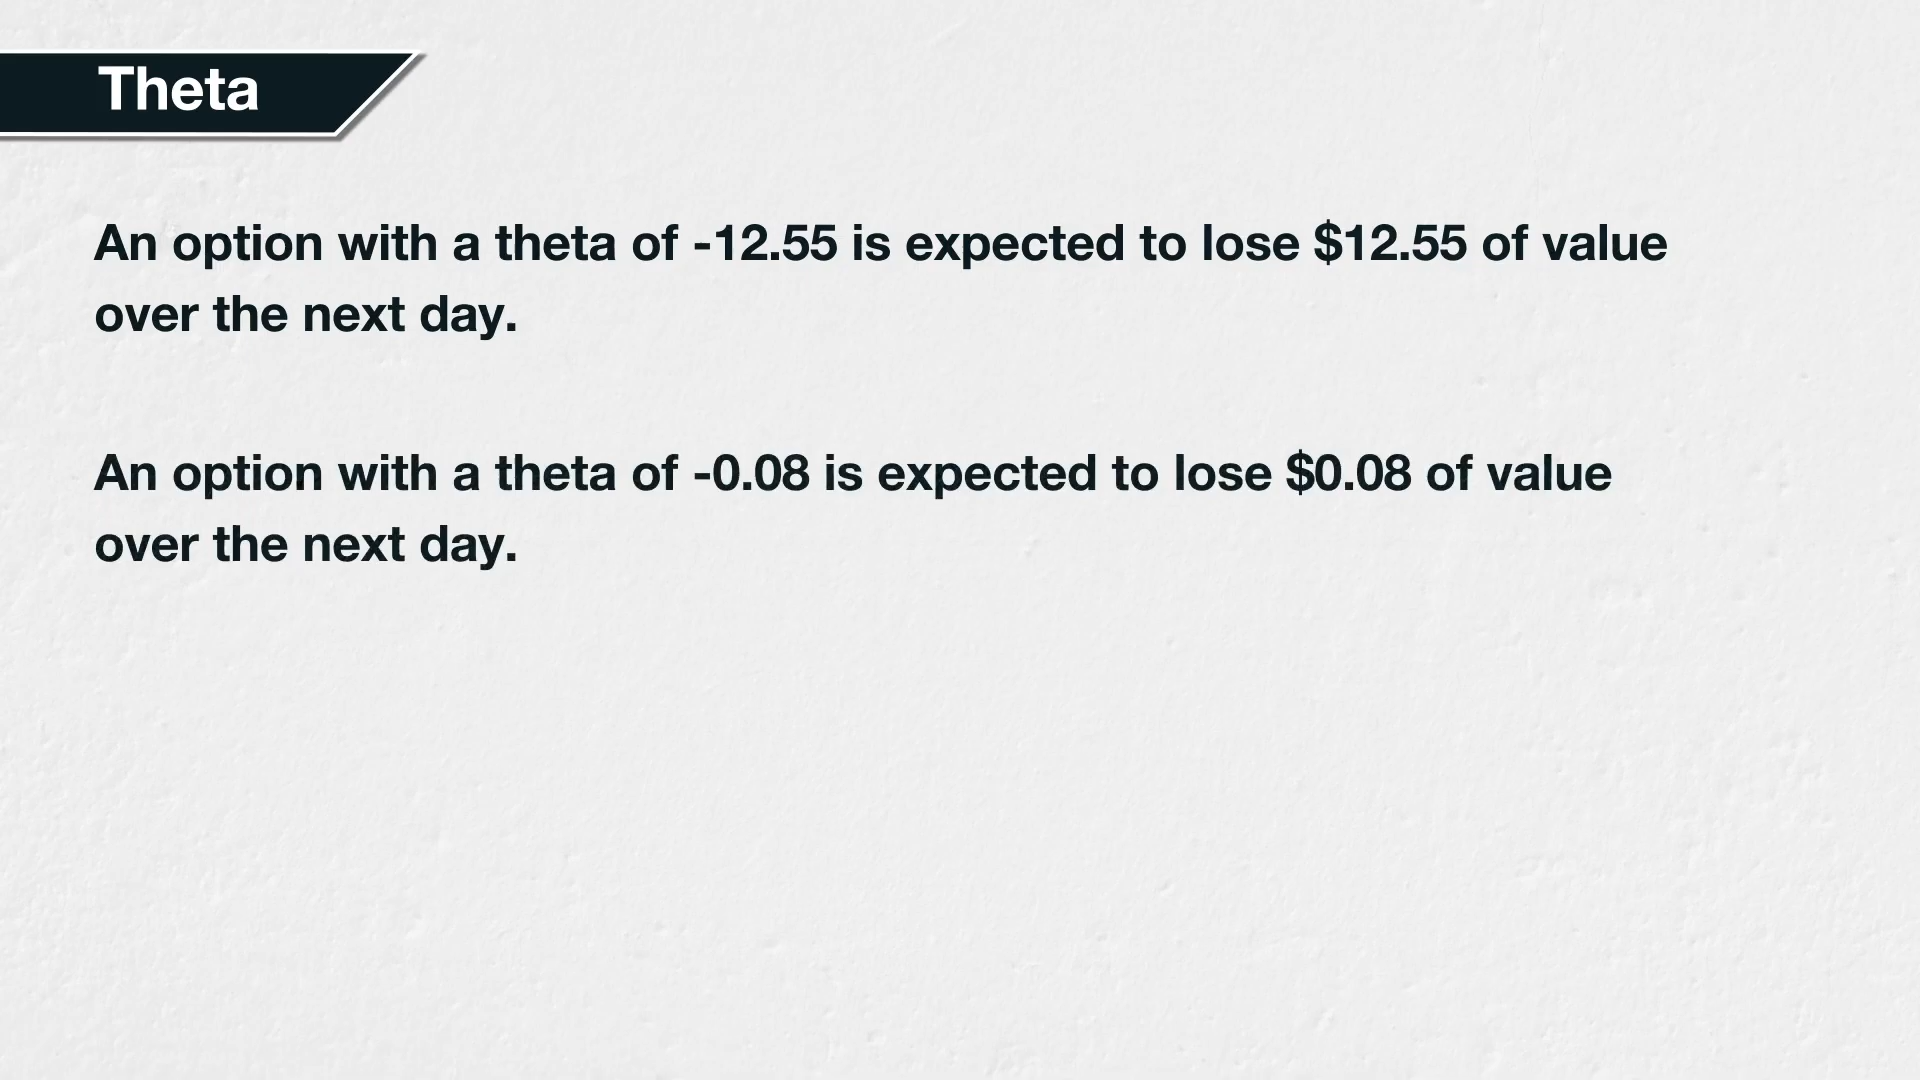 Theta
An option with a theta of -12.55 is expected to lose $12.55 of value
over the next day.
An option with a theta of -0.08 is expected to lose $0.08 of value
over the next day.